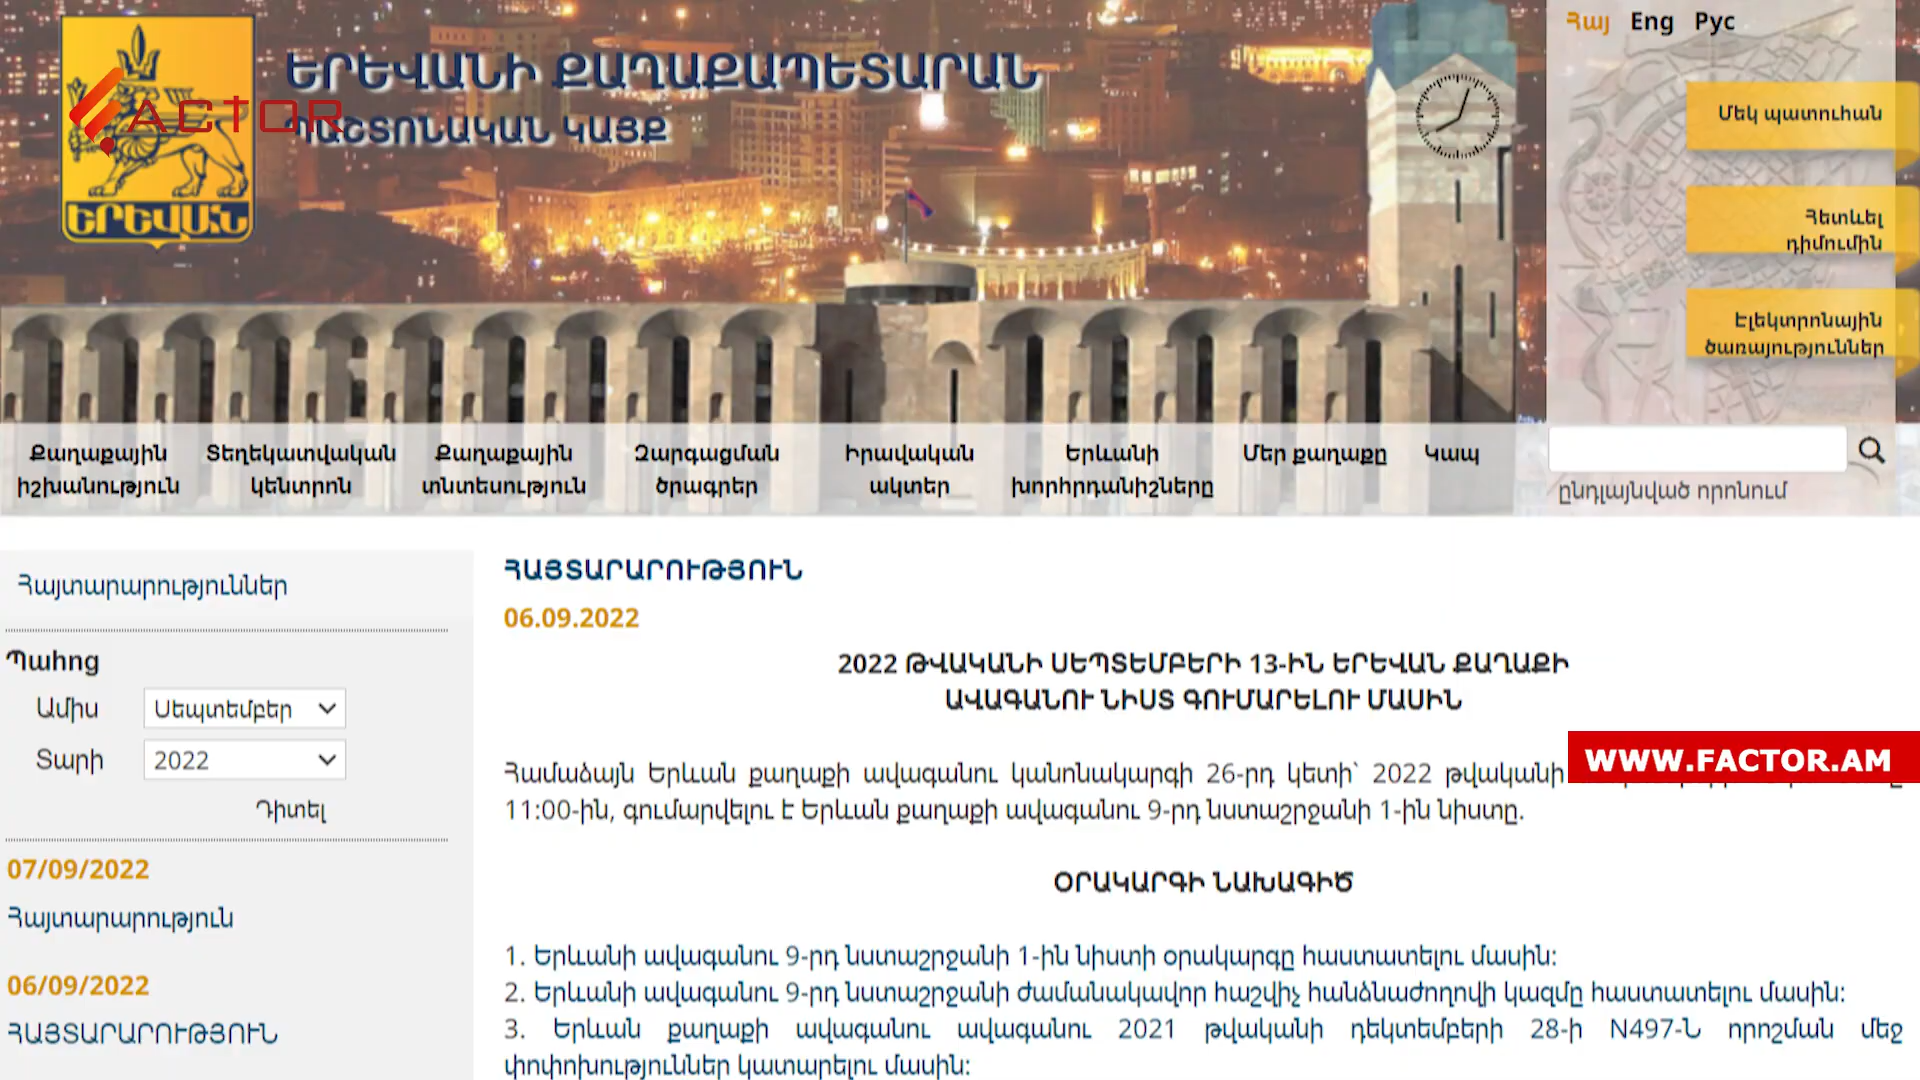 ԵՐԵՎԱՆԻ ՔԱՂԱՔԱՊԵՏԱՐԱՆ
ՊԱՇՏՈՆԱԿԱՆ ԿԱՅՔ
FACTOR
ԵՐԵՎԱՆ
Հայ Eng Рус
Մեկ պատուհան
Հետևել
դիմումին
Էլեկտրոնային
ծառայություններ
Քաղաքային
իշխանություն
Տեղեկատվական
կենտրոն
Քաղաքային
տնտեսություն
Զարգացման
ծրագրեր
Իրավական
ակտեր
Երևանի
խորհրդանիշները
Մեր քաղաքը
Կապ
ընդլայնված որոնում
Հայտարարություններ
Պահոց
Ամիս Սեպտեմբեր
Տարի 2022
Դիտել
07/09/2022
Հայտարարություն
06/09/2022
ՀԱՅՏԱՐԱՐՈՒԹՅՈՒՆ
ՀԱՅՏԱՐԱՐՈՒԹՅՈՒՆ
06.09.2022
2022 ԹՎԱԿԱՆԻ ՍԵՊՏԵՄԲԵՐԻ 13-ԻՆ ԵՐԵՎԱՆ ՔԱՂԱՔԻ
ԱՎԱԳԱՆՈՒ ՆԻՍՏ ԳՈՒՄԱՐԵԼՈՒ ՄԱՍԻՆ
Համաձայն Երևան քաղաքի ավագանու կանոնակարգի 26-րդ կետի՝ 2022 թվականի
WWW.FACTOR.AM
11:00-ին, գումարվելու է Երևան քաղաքի ավագանու 9-րդ նստաշրջանի 1-ին նիստը.
ՕՐԱԿԱՐԳԻ ՆԱԽԱԳԻԾ
1. Երևանի ավագանու 9-րդ նստաշրջանի 1-ին նիստի օրակարգը հաստատելու մասին:
2. Երևանի ավագանու 9-րդ նստաշրջանի ժամանակավոր հաշվիչ հանձնաժողովի կազմը հաստատելու մասին:
3. Երևան քաղաքի ավագանու ավագանու 2021 թվականի դեկտեմբերի 28-ի N497-Ն որոշման մեջ
փոփոխություններ կատարելու մասին: